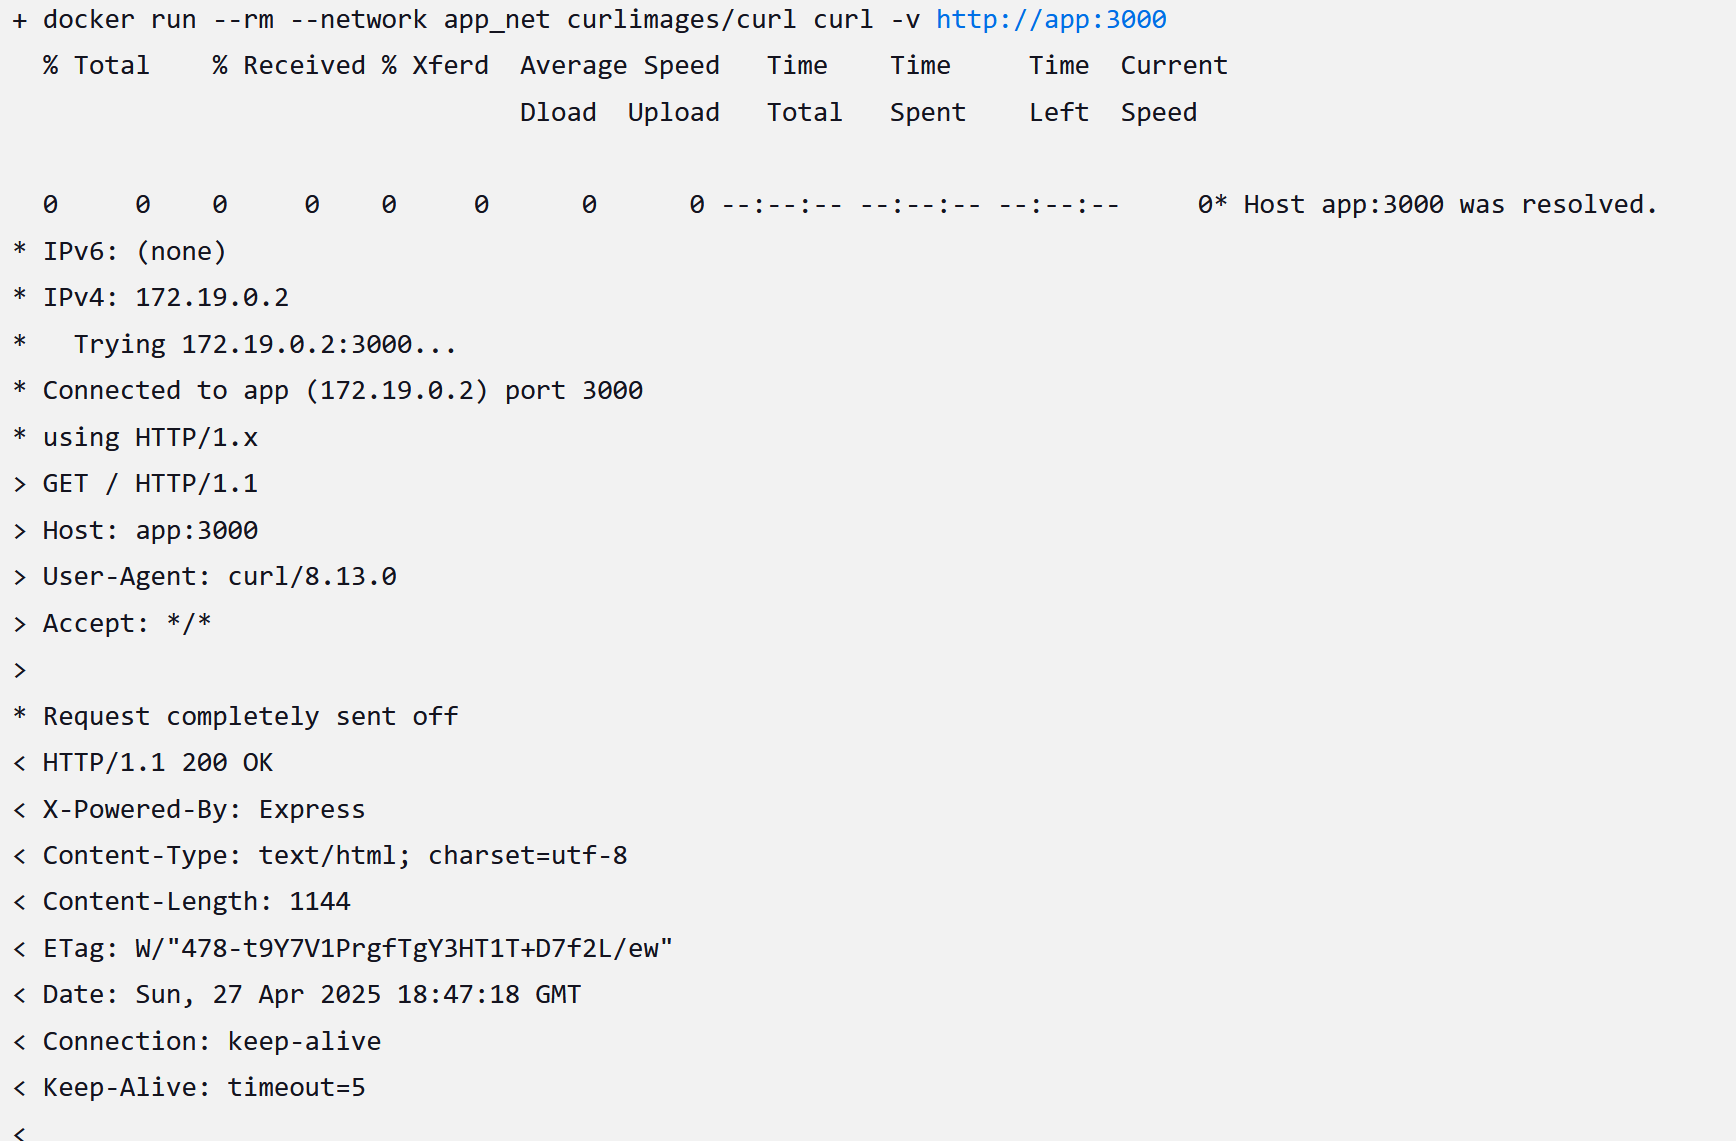 + docker run --rm --network app_net curlimages/curl curl -v http://app:3000
  % Total    % Received % Xferd  Average Speed   Time    Time     Time  Current
                                 Dload  Upload   Total   Spent    Left  Speed
  0     0    0     0    0     0      0      0 --:--:-- --:--:-- --:--:--     0* Host app:3000 was resolved.
* IPv6: (none)
* IPv4: 172.19.0.2
*   Trying 172.19.0.2:3000...
* Connected to app (172.19.0.2) port 3000
* using HTTP/1.x
> GET / HTTP/1.1
> Host: app:3000
> User-Agent: curl/8.13.0
> Accept: */*
>
* Request completely sent off
< HTTP/1.1 200 OK
< X-Powered-By: Express
< Content-Type: text/html; charset=utf-8
< Content-Length: 1144
< ETag: W/"478-t9Y7V1PrgfTgY3HT1T+D7f2L/ew"
< Date: Sun, 27 Apr 2025 18:47:18 GMT
< Connection: keep-alive
< Keep-Alive: timeout=5
<